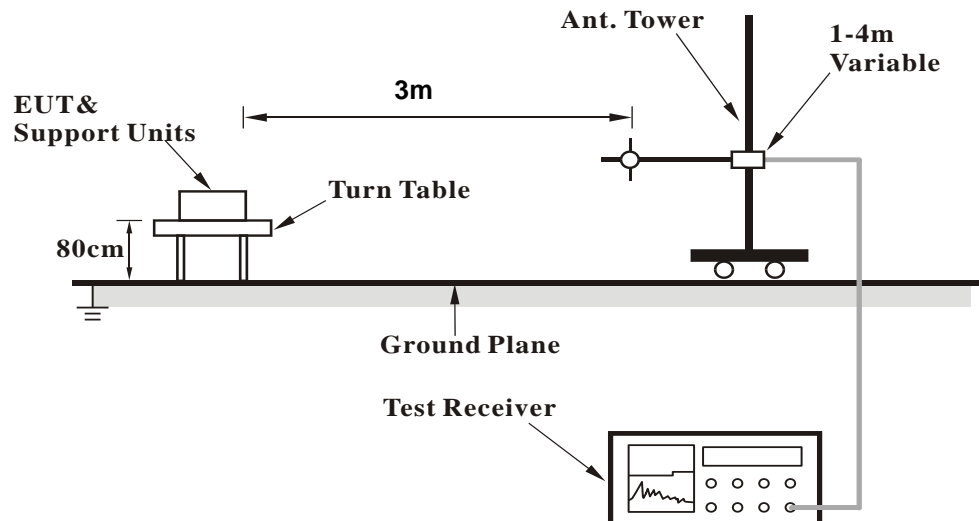 Ant. Tower
1-4m
Variable
3m
EUT&
Support Units
Turn Table
80cm
Ground Plane
Test Receiver